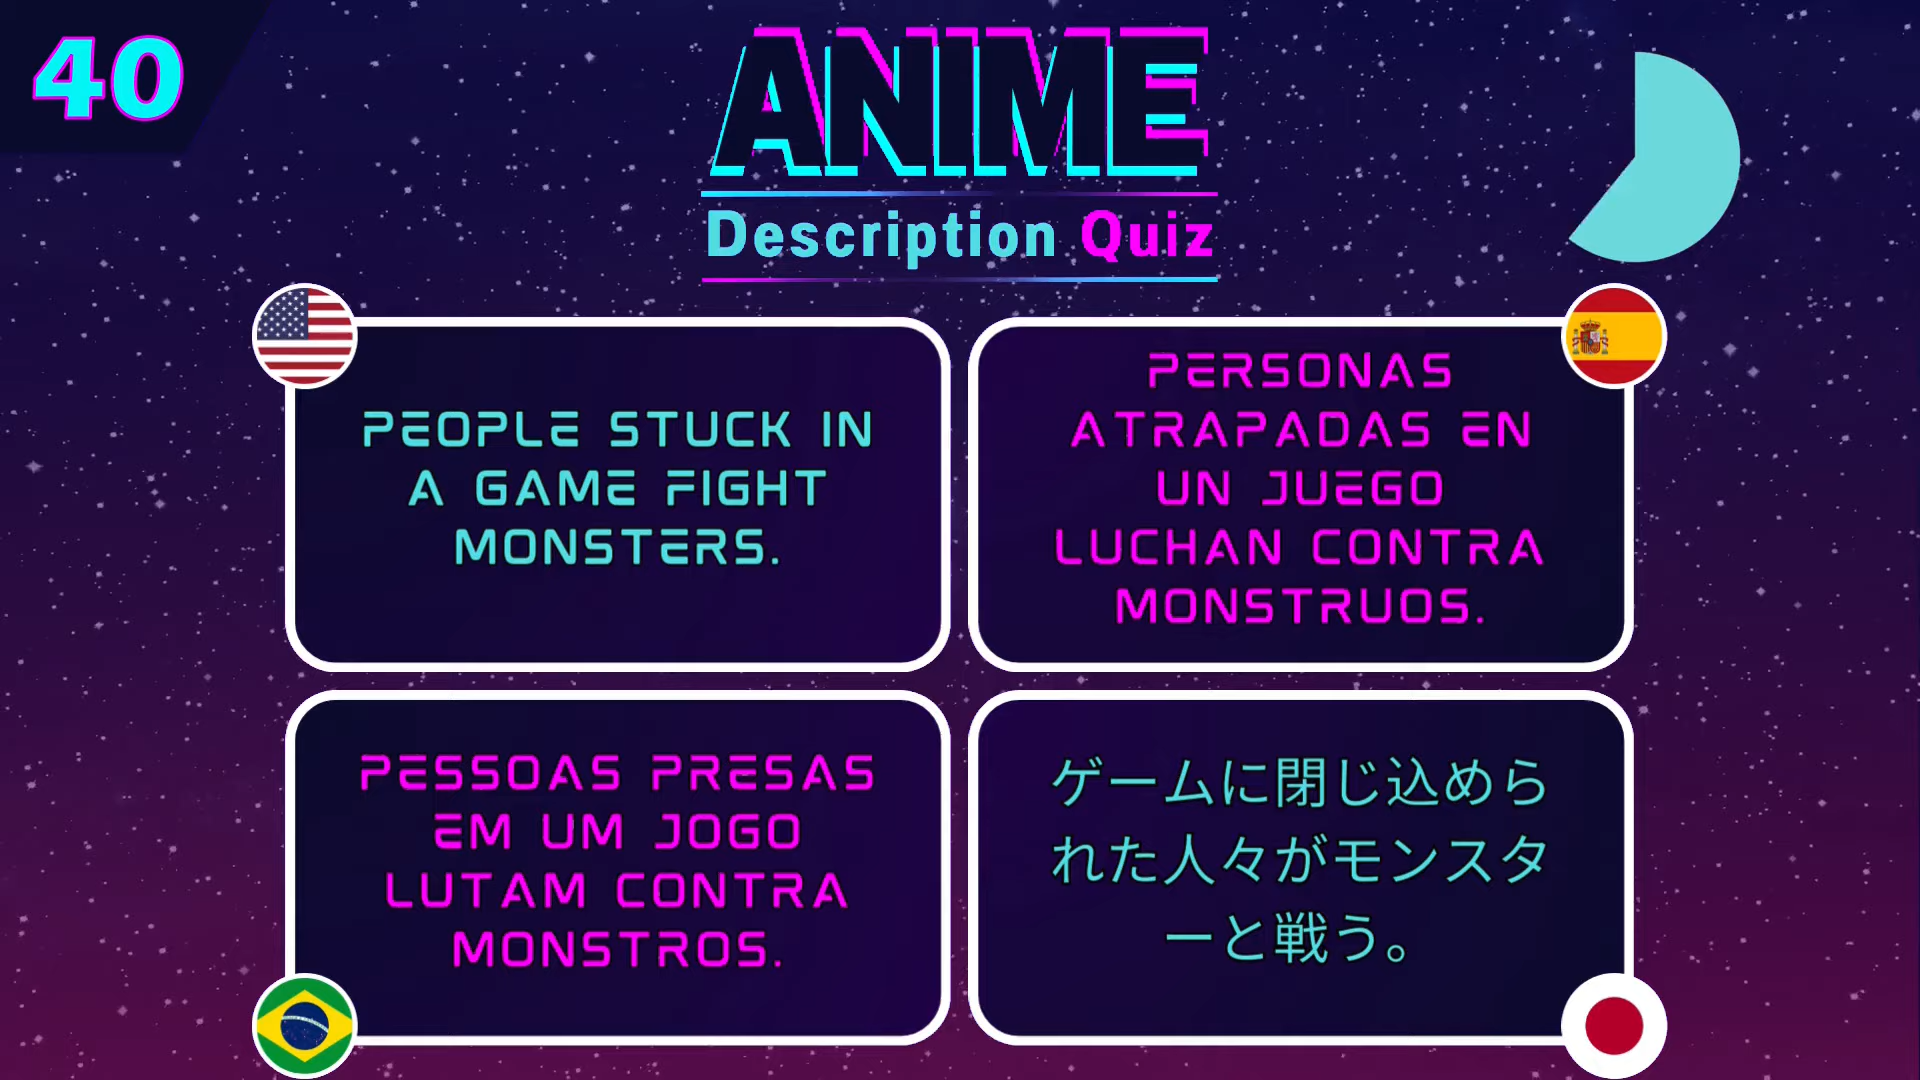 40
ANIME
Description Quiz
PEOPLE STUCK IN
A GAME FIGHT
MONSTERS.
PERSONAS
ATRAPADAS EN
UN JUEGO
LUCHAN CONTRA
MONSTRUOS.
PESSOAS PRESAS
EM UM JOGO
LUTAM CONTRA
MONSTROS.
ゲームに閉じ込めら
れた人々がモンスタ
ーと戦う。